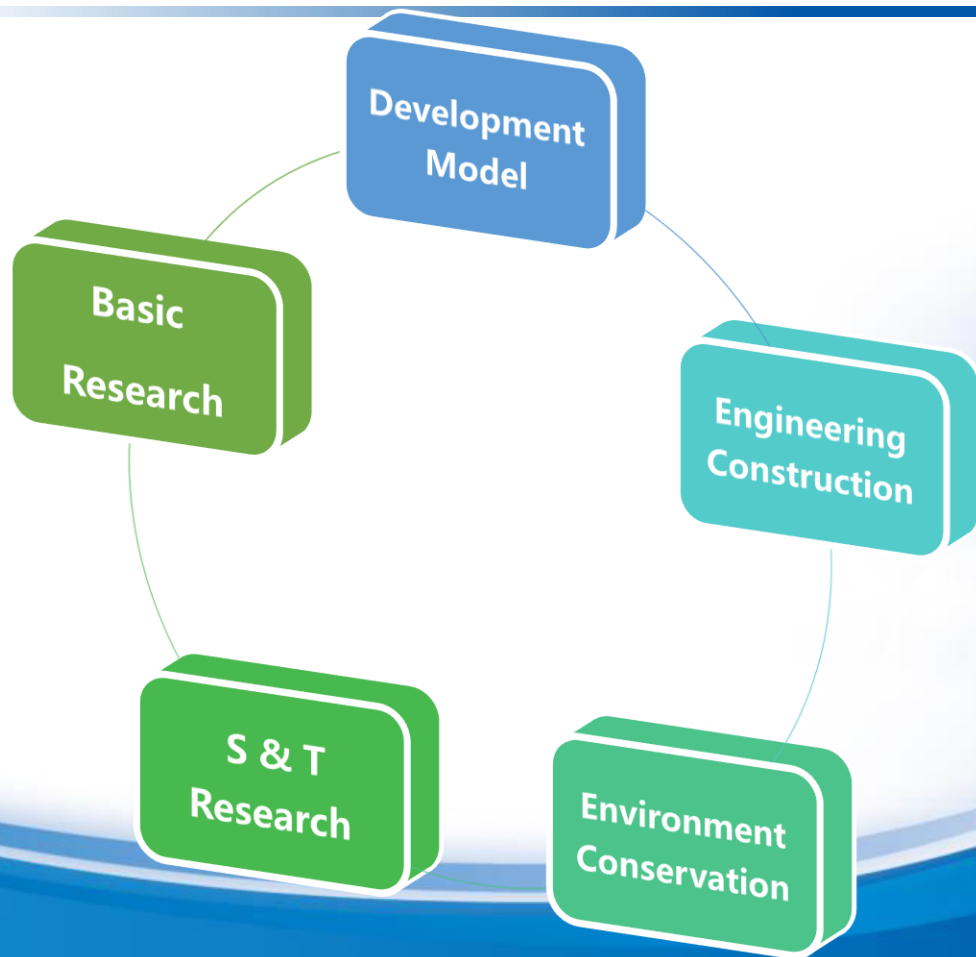 Development
Model
Basic
Research
Engineering
Construction
S & T
Research
Environment
Conservation